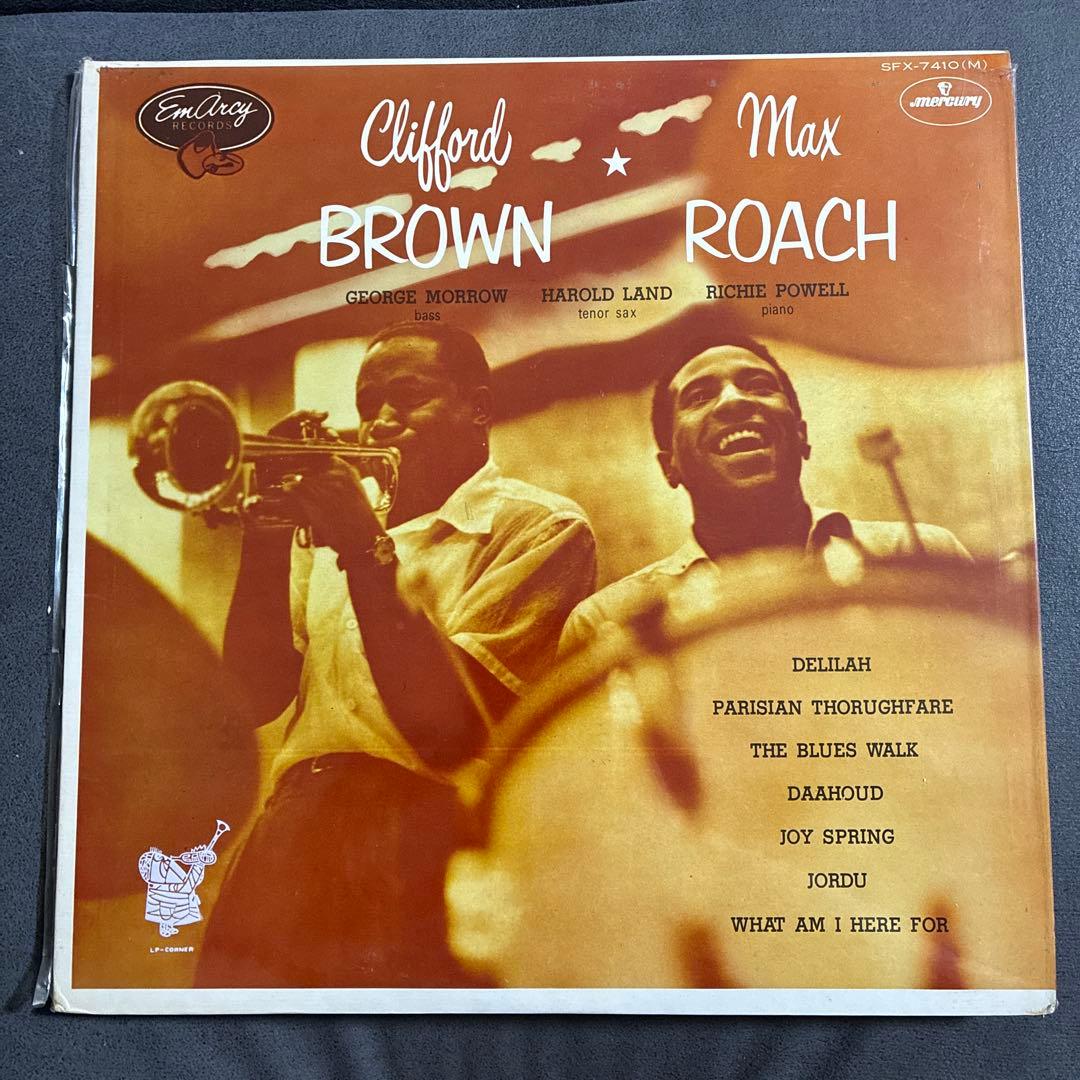 SFX-7410(M)
EmArcy
RECORDS
mercury
Clifford
BROWN
Max
ROACH
GEORGE MORROW
bass
HAROLD LAND
tenor sax
RICHIE POWELL
piano
DELILAH
PARISIAN THORUGHFARE
THE BLUES WALK
DAAHOUD
JOY SPRING
JORDU
WHAT AM I HERE FOR
LP-CORNER